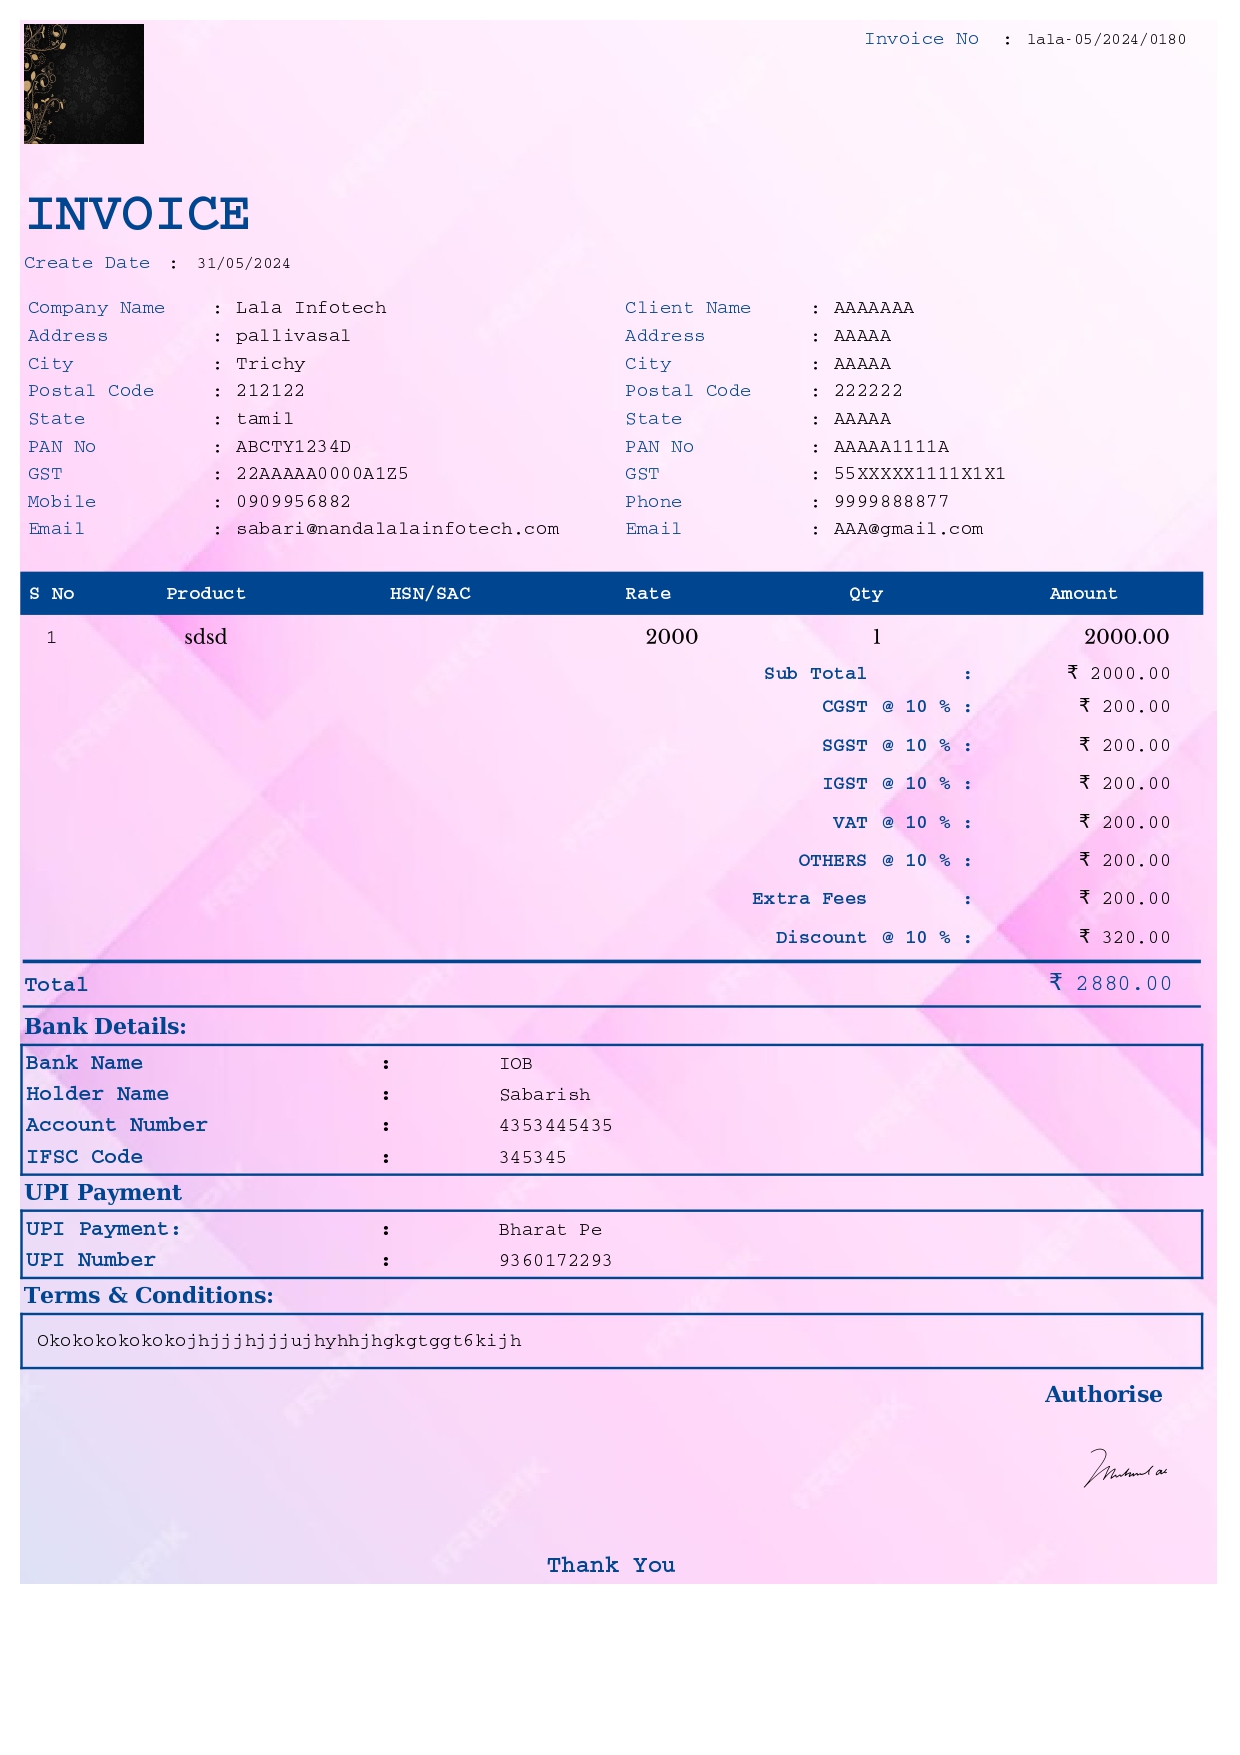 Invoice No : lala-05/2024/0180
INVOICE
Create Date : 31/05/2024
Company Name : Lala Infotech
Address : pallivasal
City : Trichy
Postal Code : 212122
State : tamil
PAN No : ABCTY1234D
GST : 22AAAAA0000A1Z5
Mobile : 0909956882
Email : sabari@nandalalainfotech.com
Client Name : AAAAAAA
Address : AAAAA
City : AAAAA
Postal Code : 222222
State : AAAAA
PAN No : AAAAA1111A
GST : 55XXXXX1111X1X1
Phone : 9999888877
Email : AAA@gmail.com
S No Product HSN/SAC Rate Qty Amount
1 sdsd 2000 1 2000.00
Sub Total : ₹ 2000.00
CGST @ 10 % : ₹ 200.00
SGST @ 10 % : ₹ 200.00
IGST @ 10 % : ₹ 200.00
VAT @ 10 % : ₹ 200.00
OTHERS @ 10 % : ₹ 200.00
Extra Fees : ₹ 200.00
Discount @ 10 % : ₹ 320.00
Total ₹ 2880.00
Bank Details:
Bank Name : IOB
Holder Name : Sabarish
Account Number : 4353445435
IFSC Code : 345345
UPI Payment
UPI Payment: : Bharat Pe
UPI Number : 9360172293
Terms & Conditions:
Okokokokokokojhjjjhjjjujhyhhjhgkgtggt6kijh
Authorise
Thank You